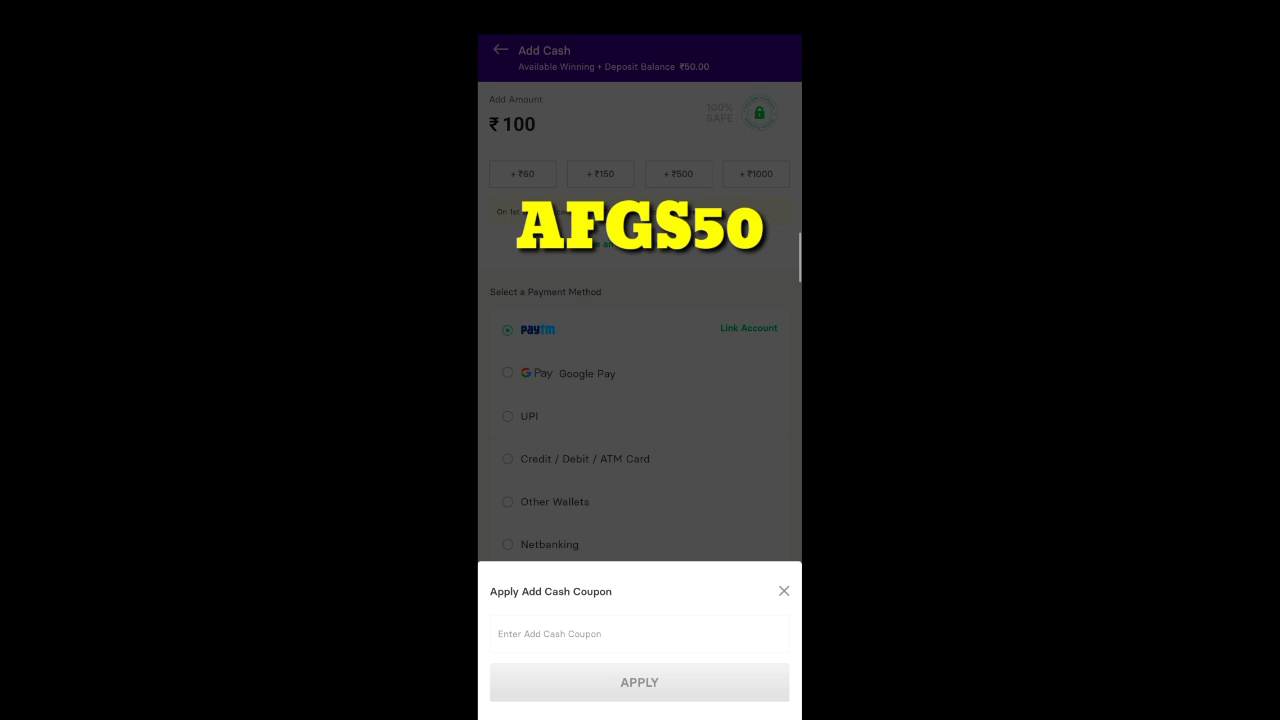 Add Cash
Available Winning + Deposit Balance ₹50.00
Add Amount
₹ 100
100%
SAFE
+ ₹60
+ ₹150
+ ₹500
+ ₹1000
On 1st
AFGS50
Select a Payment Method
paytm
Link Account
G Pay Google Pay
UPI
Credit / Debit / ATM Card
Other Wallets
Netbanking
Apply Add Cash Coupon
Enter Add Cash Coupon
APPLY